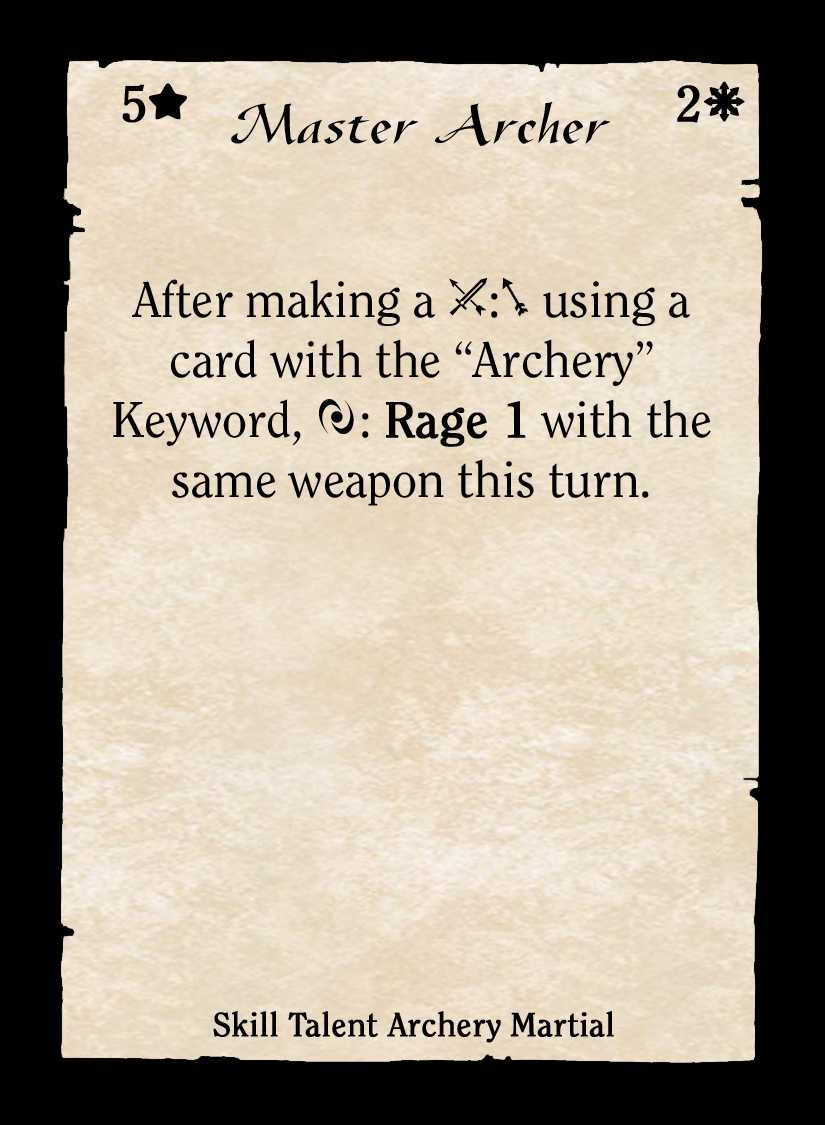 5★ Master Archer 2
After making a : using a
card with the “Archery”
Keyword, : Rage 1 with the
same weapon this turn.
Skill Talent Archery Martial